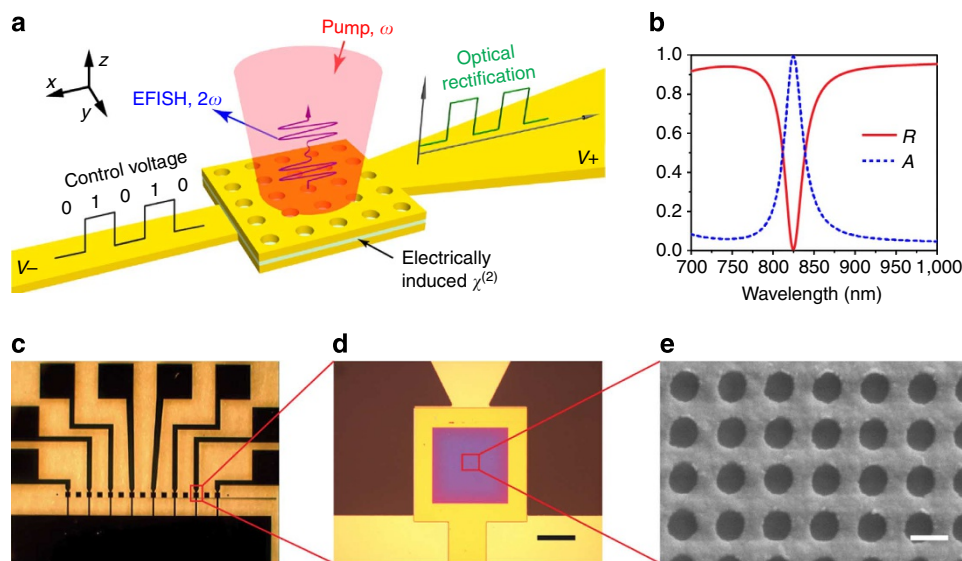 a
Pump, ω
Optical
rectification
EFISH, 2ω
z
x
y
Control voltage
0 1 0 1 0
V+
V−
Electrically
induced χ(2)
b
1.0
0.8
0.6
0.4
0.2
0.0
R
A
700 750 825 850 900 950 1,000
Wavelength (nm)
c
d
e